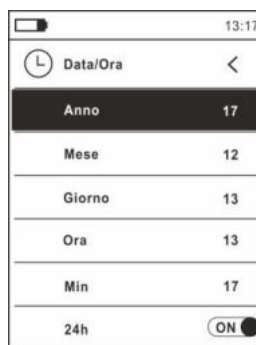 13:17
Data/Ora <
Anno 17
Mese 12
Giorno 13
Ora 13
Min 17
24h ON